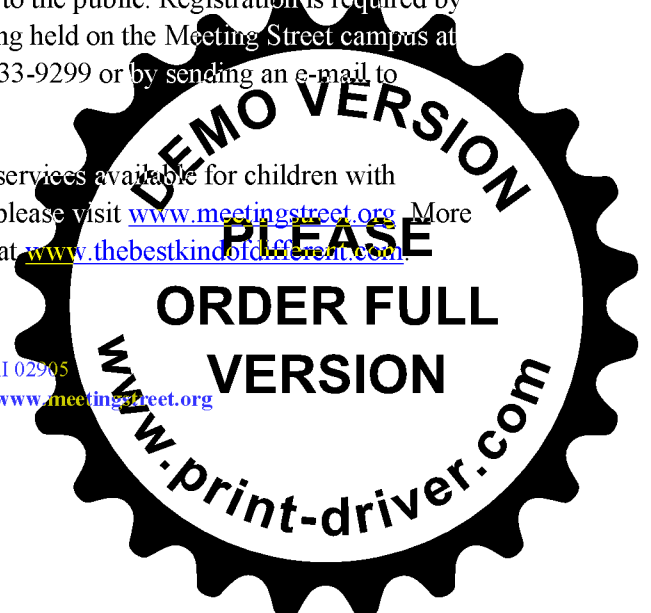 to the public. Registration is required by
ng held on the Meeting Street campus at
33-9299 or by sending an e-mail to
services available for children with
please visit www.meetingstreet.org. More
at www.thebestkindofdifferent.com.
I 02905
www.meetingstreet.org
DEMO VERSION
PLEASE
ORDER FULL
VERSION
www.print-driver.com